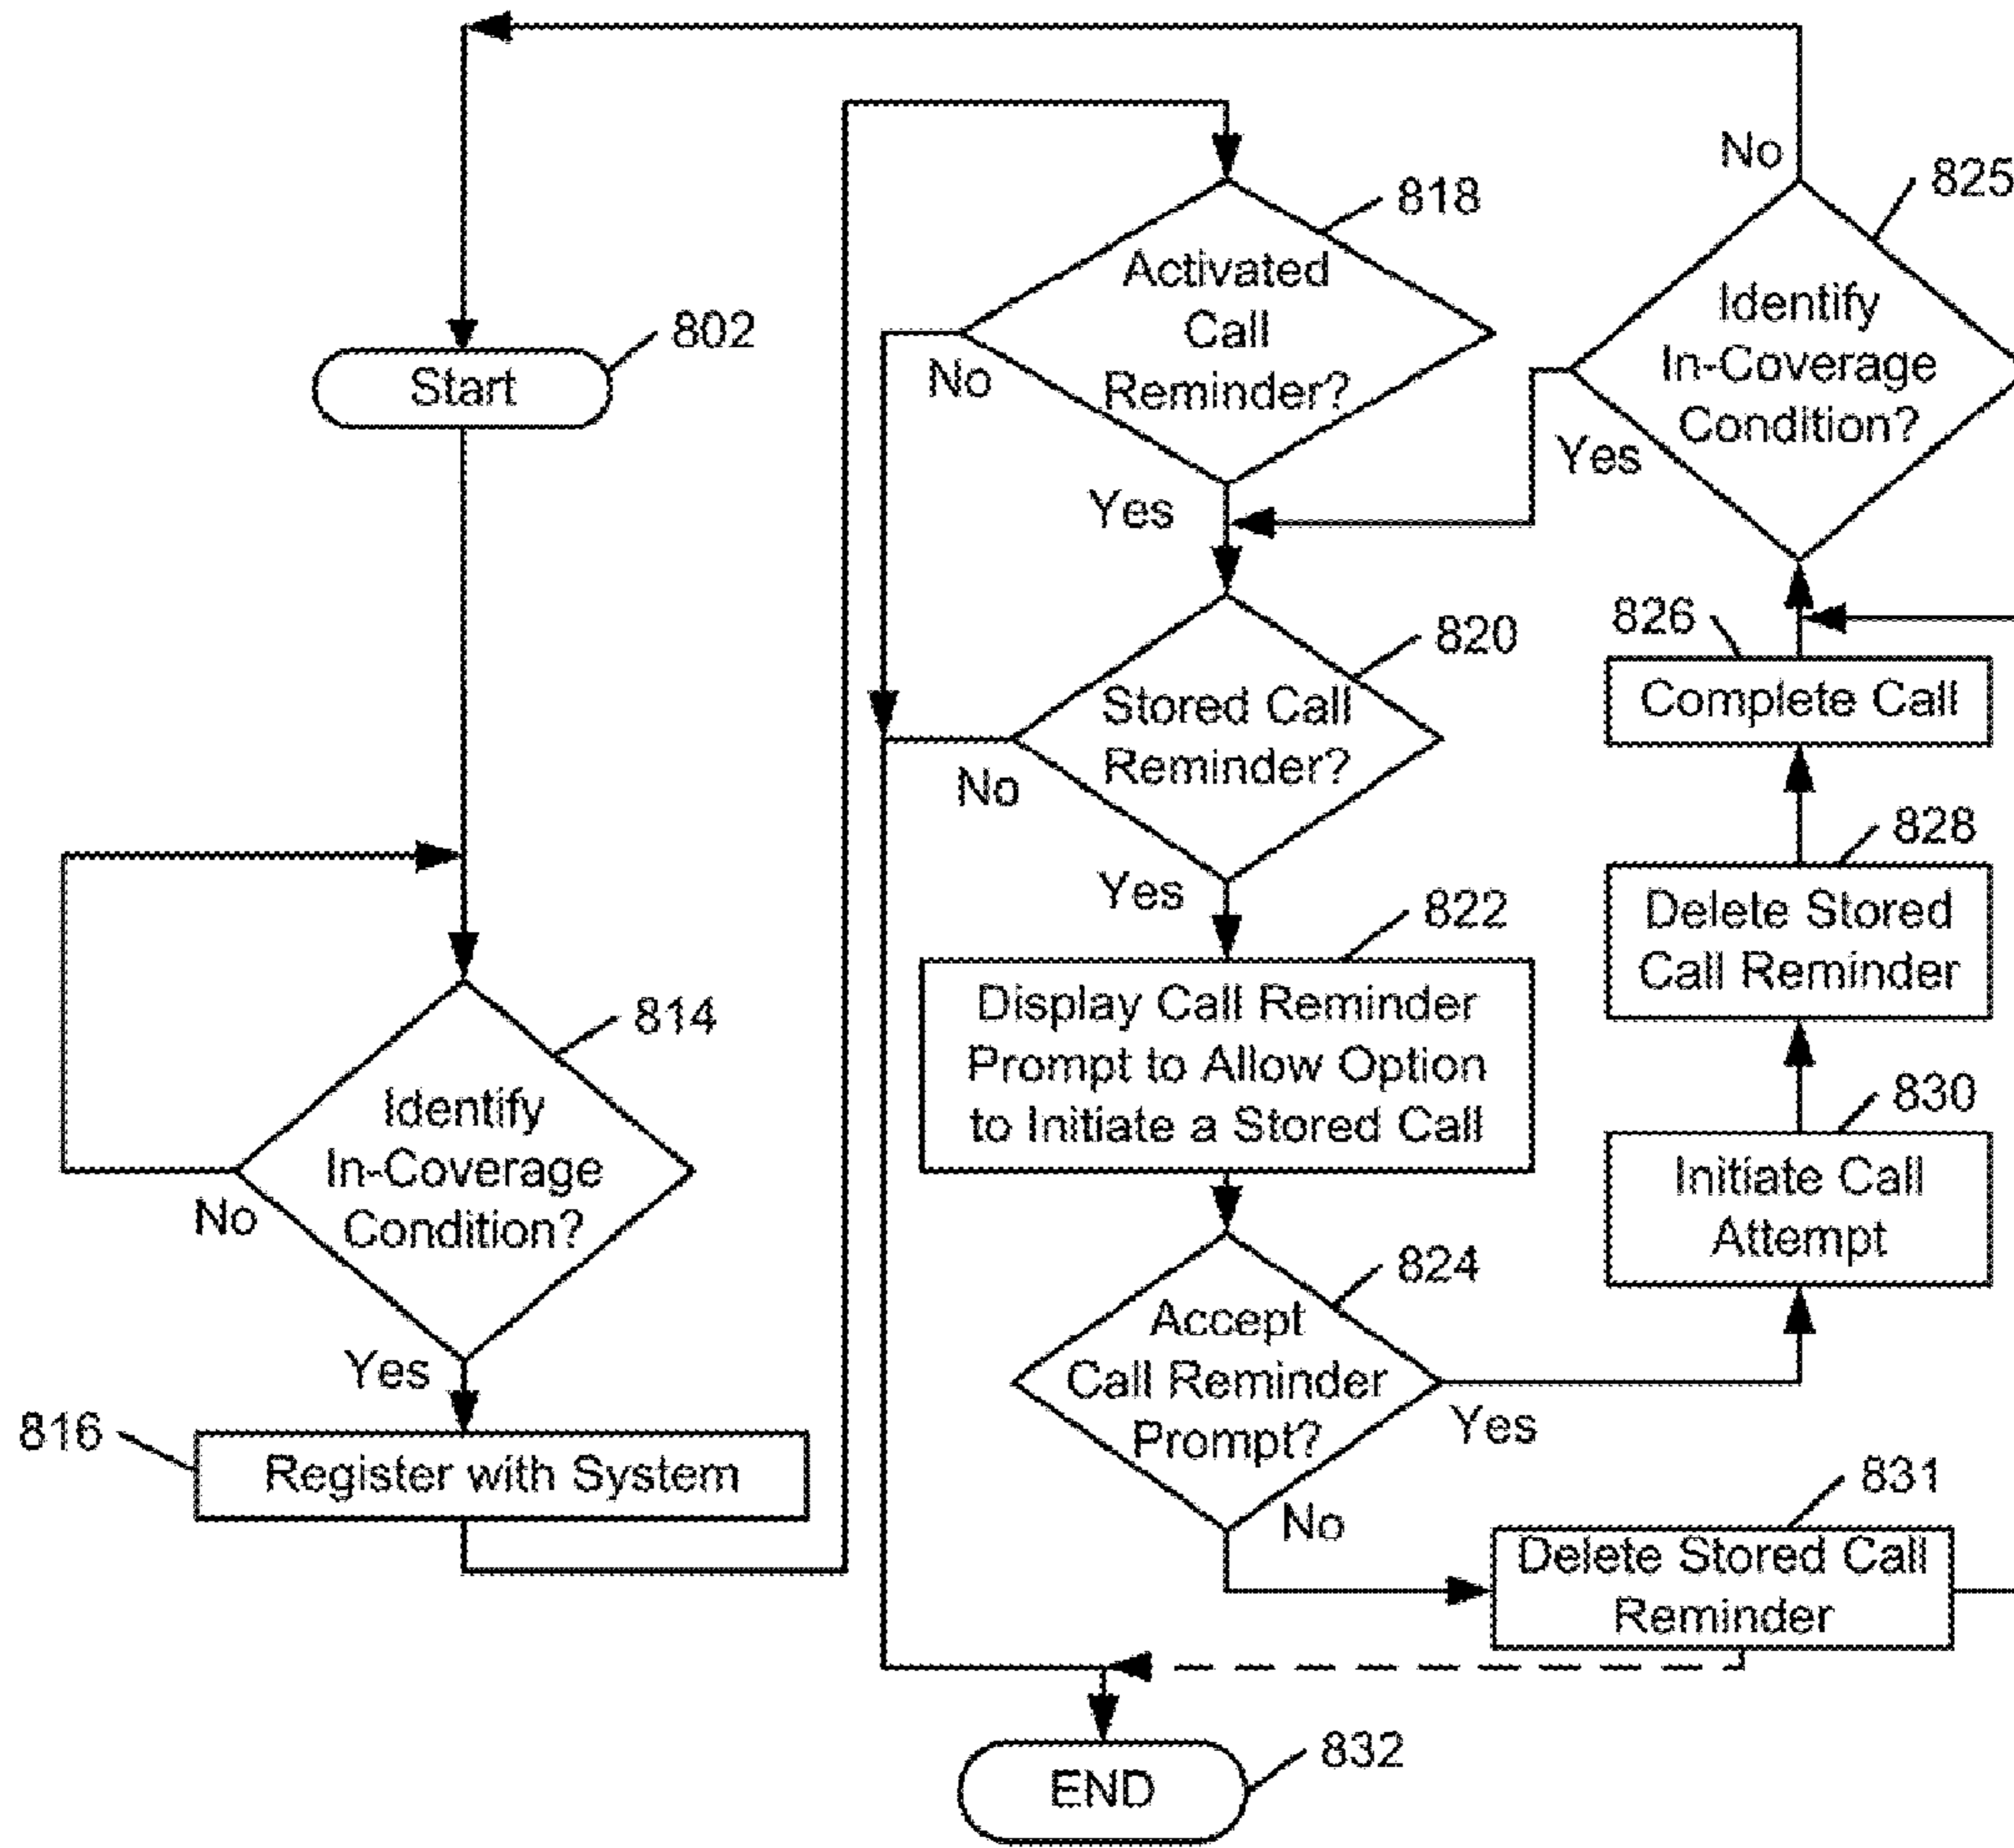 802
Start
814
Identify
In-Coverage
Condition?
No
Yes
816
Register with System
818
Activated
Call
Reminder?
No
Yes
820
Stored Call
Reminder?
No
Yes
822
Display Call Reminder
Prompt to Allow Option
to Initiate a Stored Call
824
Accept
Call Reminder
Prompt?
Yes
No
825
No
Identify
In-Coverage
Condition?
Yes
826
Complete Call
828
Delete Stored
Call Reminder
830
Initiate Call
Attempt
831
Delete Stored Call
Reminder
832
END